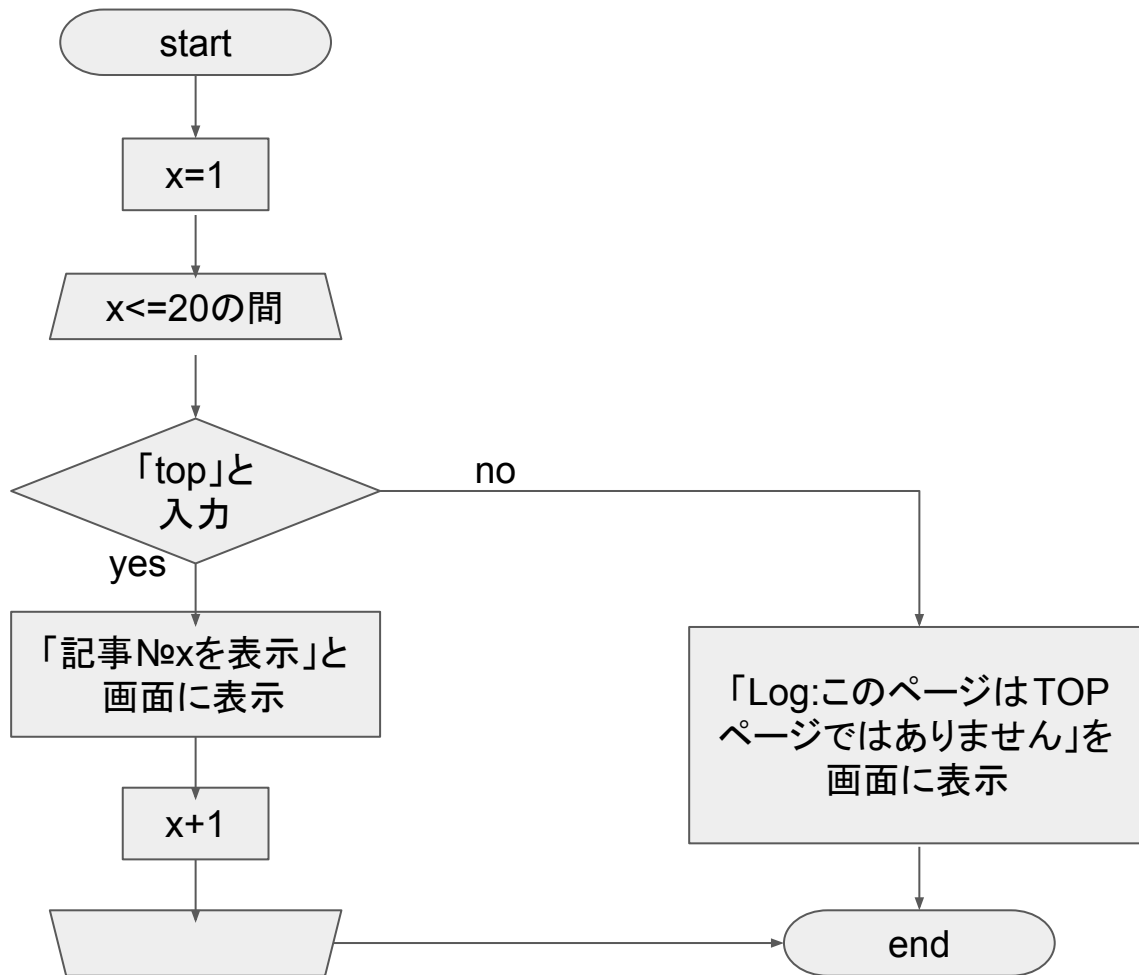 start
x=1
x<=20の間
「top」と
入力
no
yes
「記事№xを表示」と
画面に表示
「Log:このページはTOP
ページではありません」を
画面に表示
x+1
end